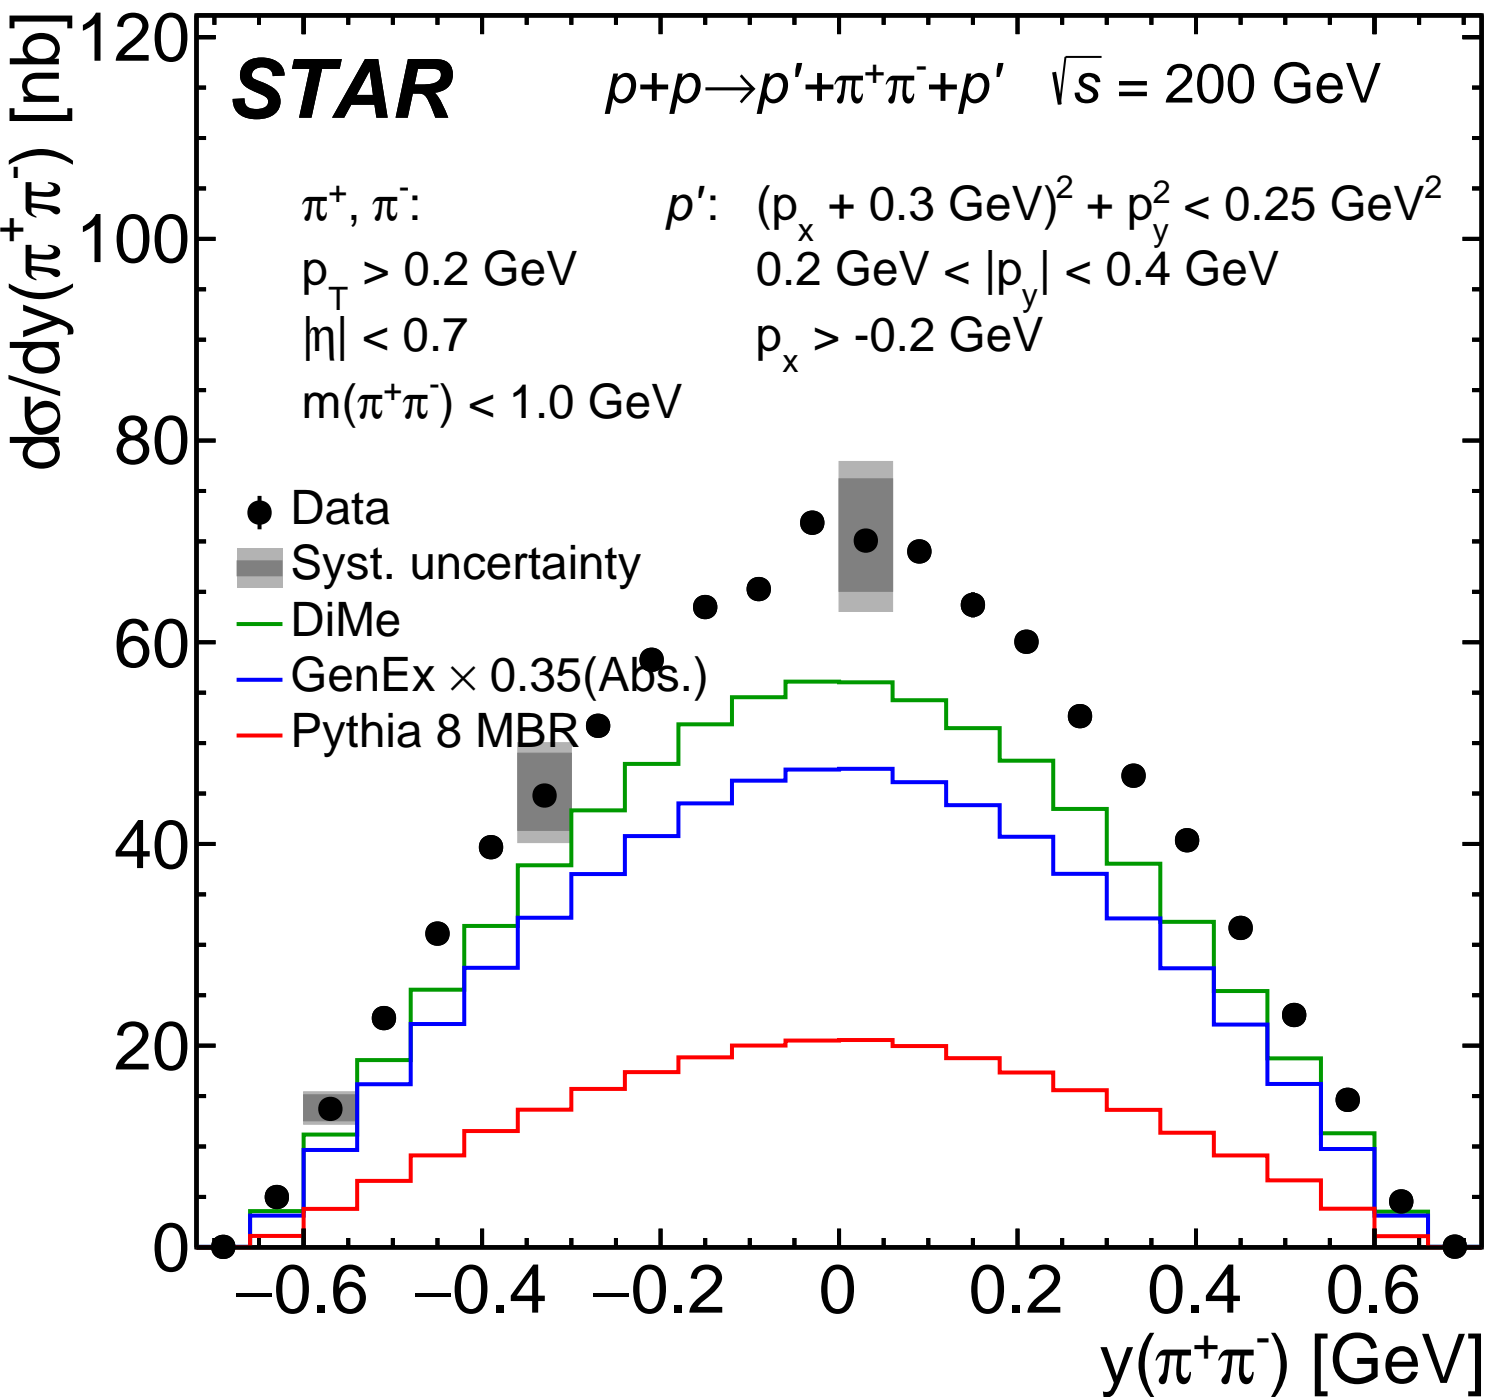 dσ/dy(π⁺π⁻) [nb]
STAR p+p→p′+π⁺π⁻+p′ √s = 200 GeV
π⁺, π⁻: p′: (pₓ + 0.3 GeV)² + p_y² < 0.25 GeV²
p_T > 0.2 GeV 0.2 GeV < |p_y| < 0.4 GeV
|η| < 0.7 pₓ > -0.2 GeV
m(π⁺π⁻) < 1.0 GeV
Data
Syst. uncertainty
DiMe
GenEx × 0.35(Abs.)
Pythia 8 MBR
120
100
80
60
40
20
0
−0.6 −0.4 −0.2 0 0.2 0.4 0.6
y(π⁺π⁻) [GeV]